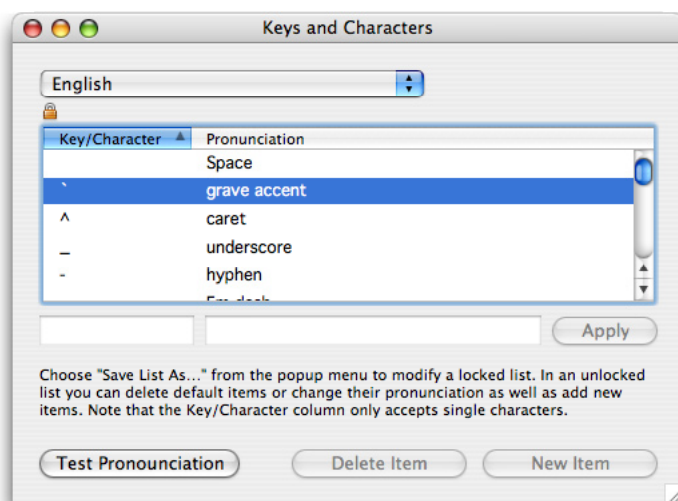 Keys and Characters
English
Key/Character Pronunciation
Space
` grave accent
^ caret
_ underscore
- hyphen
Em dash
Apply
Choose "Save List As..." from the popup menu to modify a locked list. In an unlocked
list you can delete default items or change their pronunciation as well as add new
items. Note that the Key/Character column only accepts single characters.
Test Pronounciation Delete Item New Item